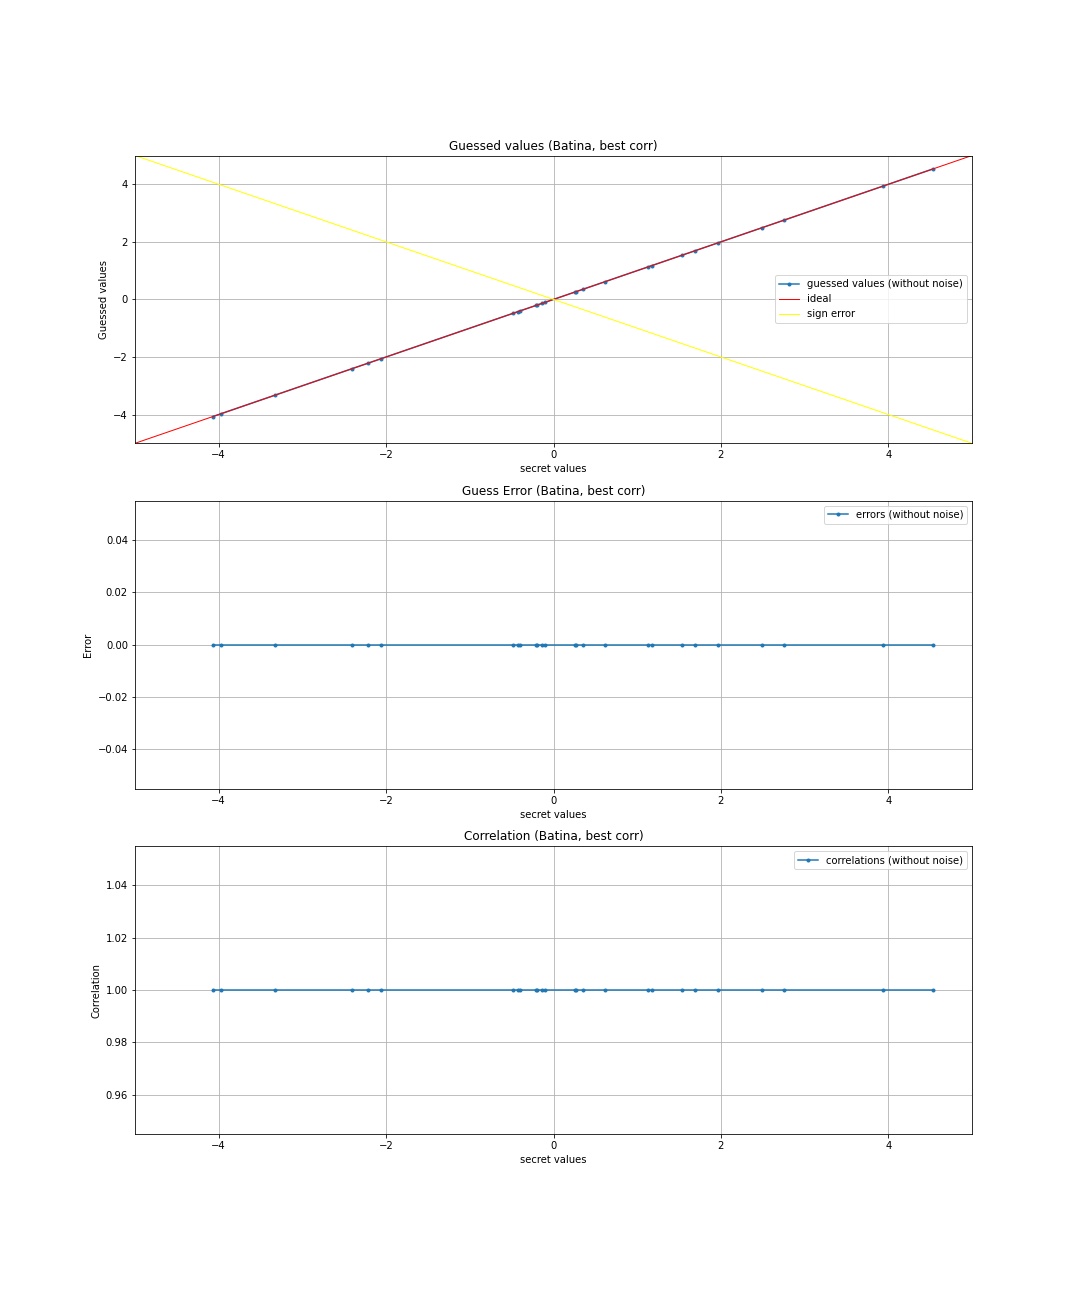 Guessed values (Batina, best corr)
Guessed values
4
2
0
−2
−4
guessed values (without noise)
ideal
sign error
−4
−2
0
2
4
secret values
Guess Error (Batina, best corr)
Error
0.04
0.02
0.00
−0.02
−0.04
errors (without noise)
−4
−2
0
2
4
secret values
Correlation (Batina, best corr)
Correlation
1.04
1.02
1.00
0.98
0.96
correlations (without noise)
−4
−2
0
2
4
secret values